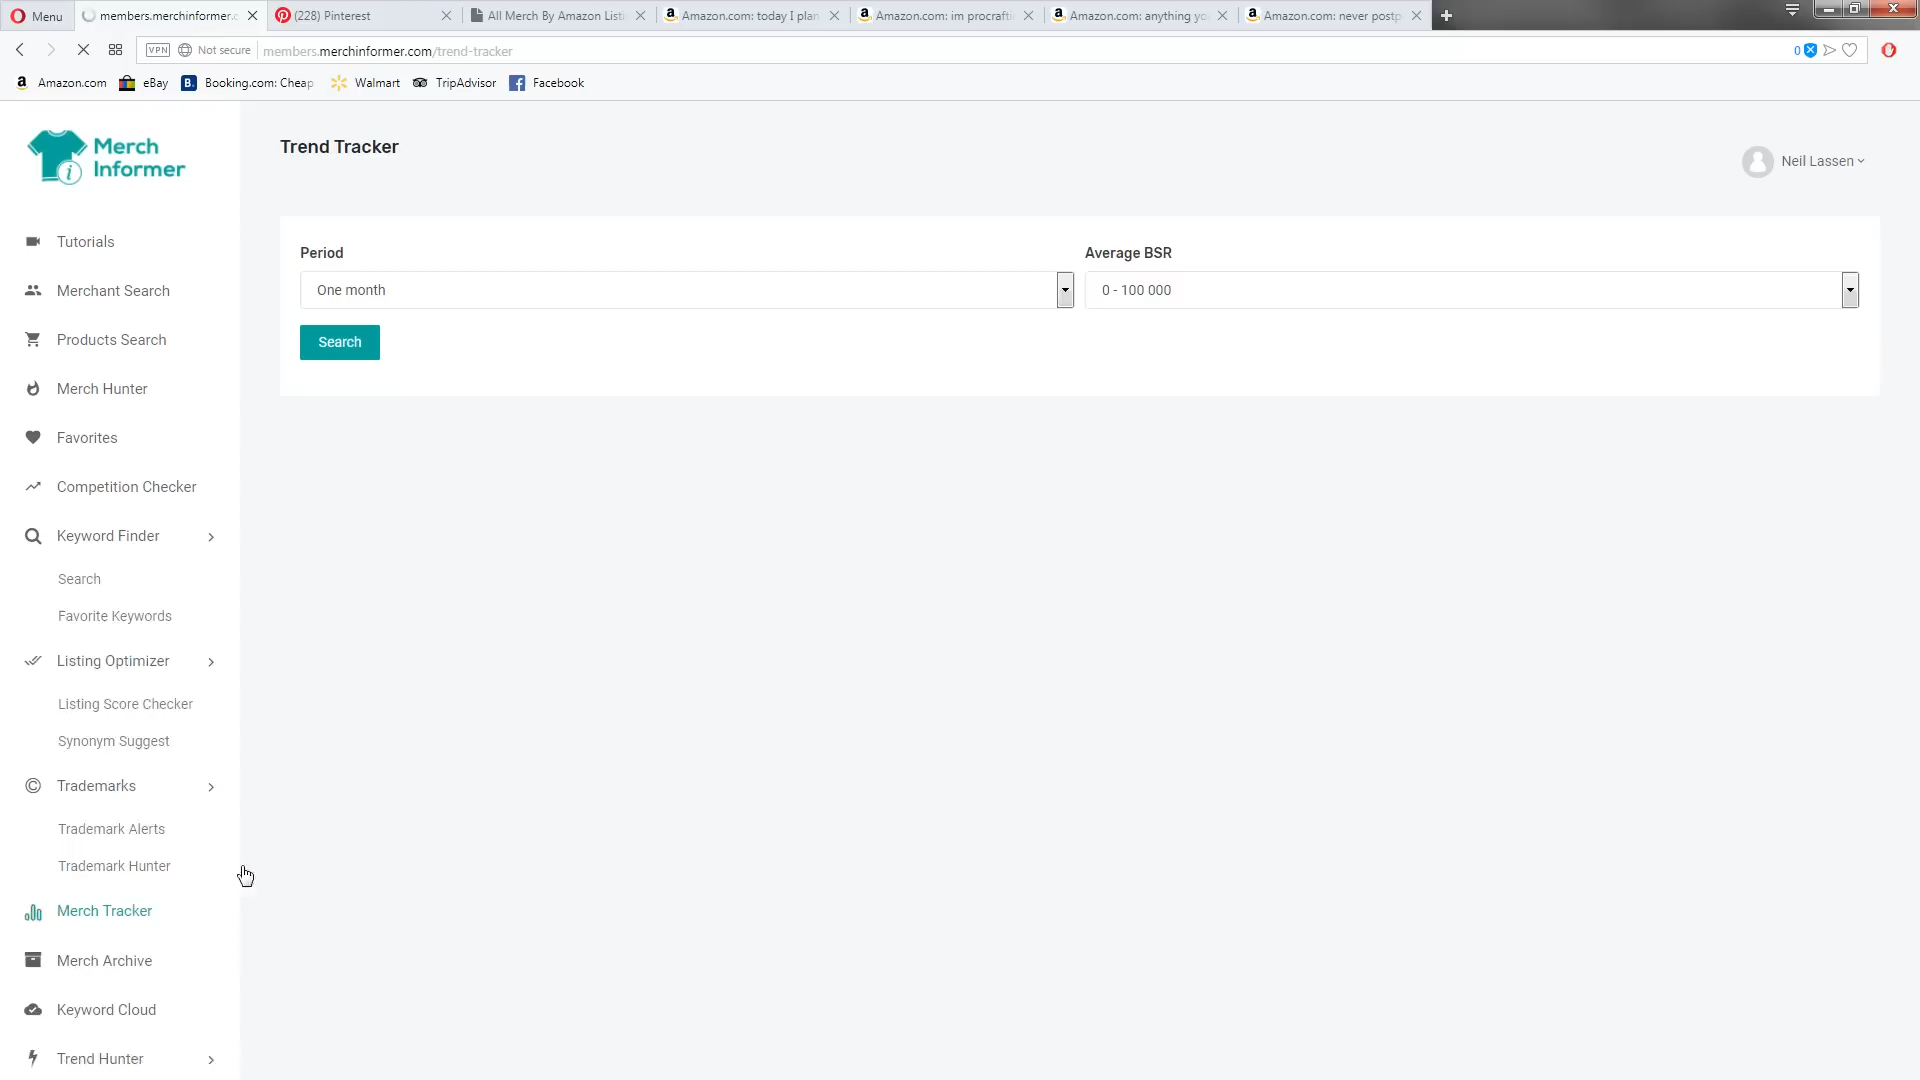 Menu
members.merchinformer.c
(228) Pinterest
All Merch By Amazon Listi
Amazon.com: today I plan
Amazon.com: im procrafti
Amazon.com: anything yo
Amazon.com: never postp
VPN
Not secure
members.merchinformer.com/trend-tracker
0
Amazon.com
eBay
B.
Booking.com: Cheap
Walmart
TripAdvisor
Facebook
Merch
Informer
Trend Tracker
Neil Lassen
Tutorials
Merchant Search
Products Search
Merch Hunter
Favorites
Competition Checker
Keyword Finder
Search
Favorite Keywords
Listing Optimizer
Listing Score Checker
Synonym Suggest
Trademarks
Trademark Alerts
Trademark Hunter
Merch Tracker
Merch Archive
Keyword Cloud
Trend Hunter
Period
Average BSR
One month
0 - 100 000
Search